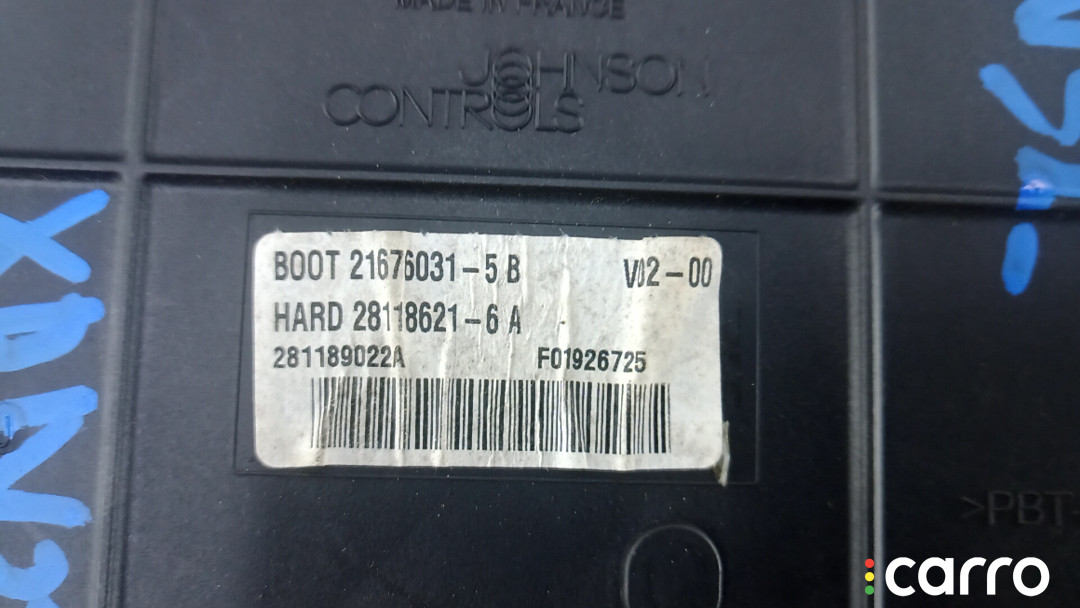 MADE IN FRANCE
JOHNSON
CONTROLS
BOOT 21676031-5 B V02-00
HARD 28118621-6 A
281189022A F01926725
>PBT-
carro